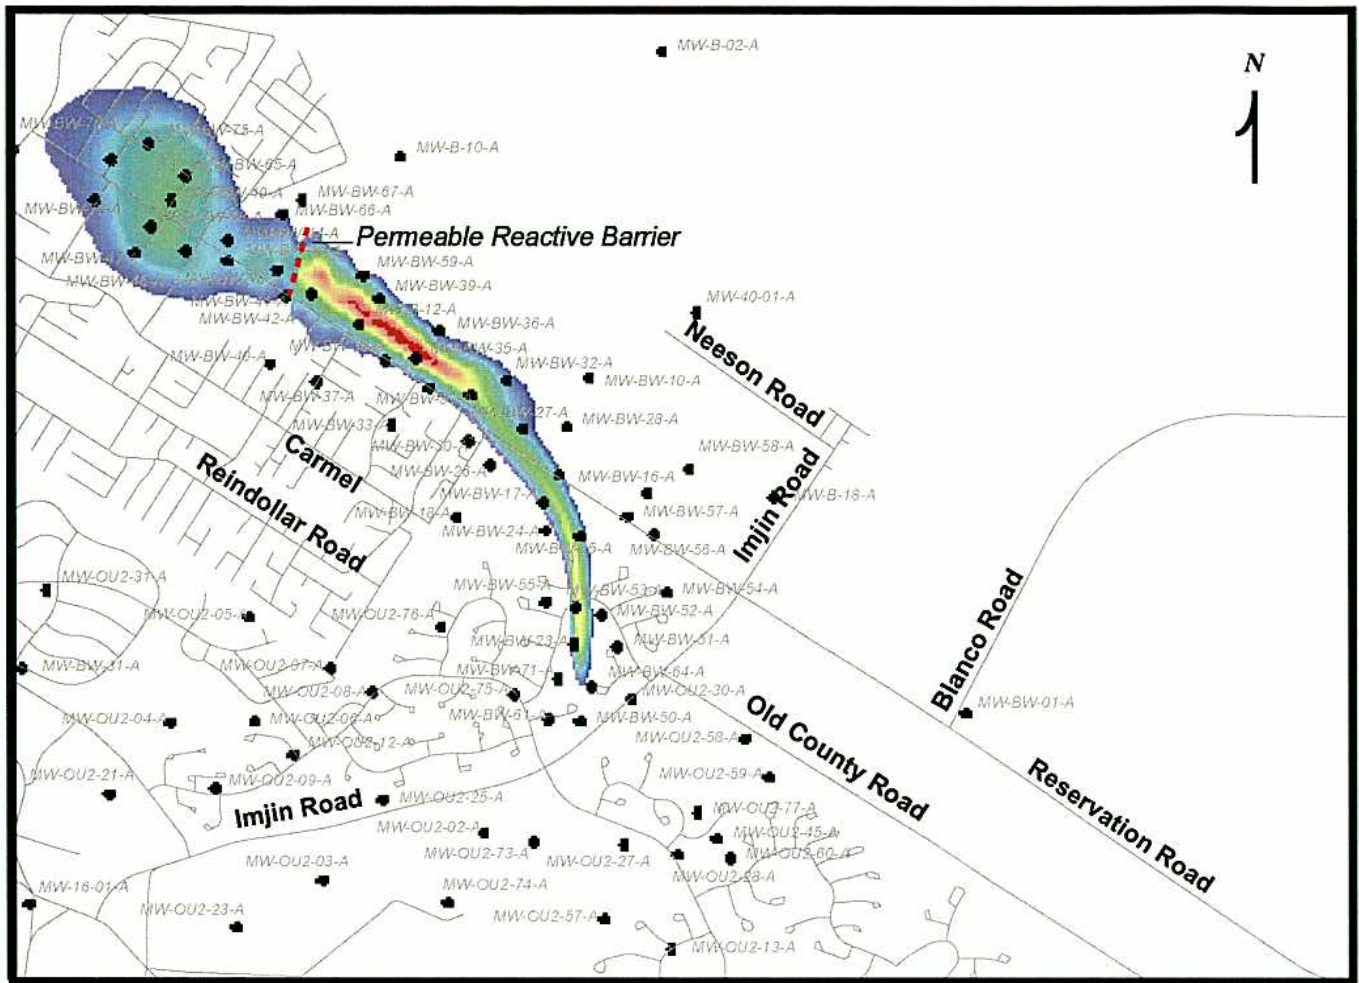 MW-B-02-A
N
MW-BW-75-A
MW-B-10-A
MW-BW-65-A
MW-BW-67-A
MW-BW-66-A
Permeable Reactive Barrier
MW-BW-59-A
MW-BW-39-A
MW-40-01-A
MW-BW-42-A
MW-BW-36-A
Neeson Road
MW-BW-32-A
MW-BW-10-A
MW-BW-37-A
MW-BW-28-A
MW-BW-33-A
Carmel
MW-BW-58-A
Reindollar Road
MW-BW-16-A
MW-BW-17-A
MW-B-18-A
Imjin Road
MW-BW-18-A
MW-BW-57-A
MW-BW-24-A
MW-BW-56-A
MW-OU2-31-A
MW-BW-55-A
MW-BW-53-A
MW-BW-54-A
MW-OU2-05-A
MW-OU2-76-A
MW-BW-52-A
Blanco Road
MW-BW-23-A
MW-BW-51-A
MW-BW-31-A
MW-OU2-07-A
MW-BW-71-A
MW-BW-64-A
MW-OU2-08-A
MW-OU2-75-A
MW-OU2-30-A
MW-BW-01-A
MW-OU2-04-A
MW-OU2-06-A
MW-BW-61-A
MW-BW-50-A
Old County Road
MW-OU2-58-A
MW-OU2-12-A
MW-OU2-21-A
MW-OU2-09-A
MW-OU2-59-A
Reservation Road
Imjin Road
MW-OU2-25-A
MW-OU2-77-A
MW-OU2-02-A
MW-OU2-45-A
MW-OU2-03-A
MW-OU2-73-A
MW-OU2-27-A
MW-OU2-60-A
MW-OU2-28-A
MW-16-01-A
MW-OU2-74-A
MW-OU2-23-A
MW-OU2-57-A
MW-OU2-13-A